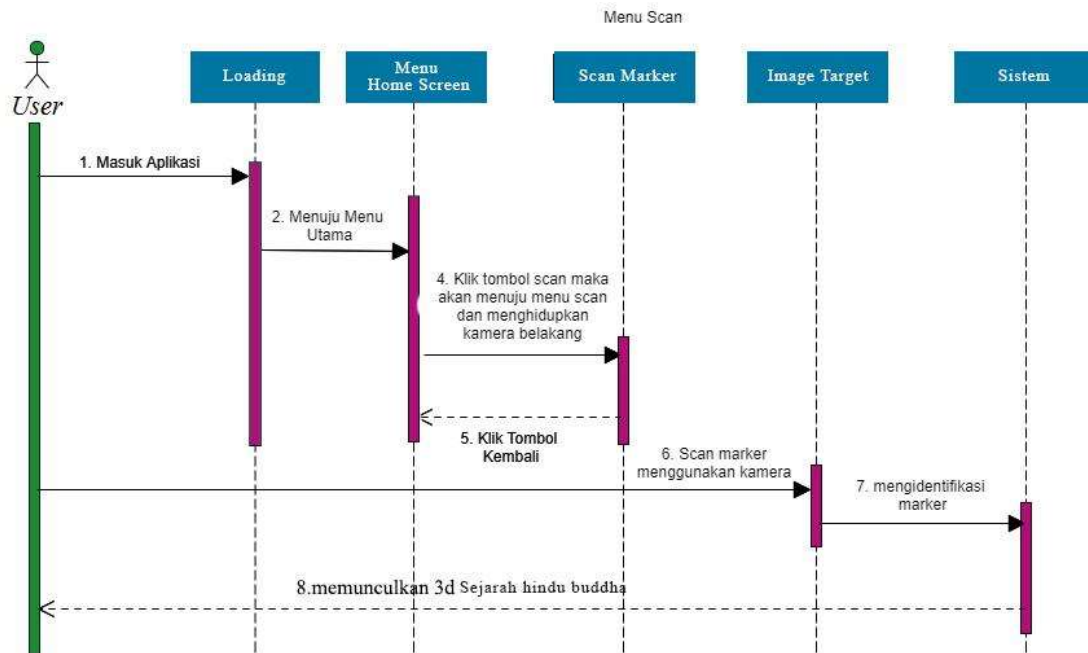 Menu Scan
User
Loading
Menu
Home Screen
Scan Marker
Image Target
Sistem
1. Masuk Aplikasi
2. Menuju Menu
Utama
4. Klik tombol scan maka
akan menuju menu scan
dan menghidupkan
kamera belakang
5. Klik Tombol
Kembali
6. Scan marker
menggunakan kamera
7. mengidentifikasi
marker
8.memunculkan 3d Sejarah hindu buddha